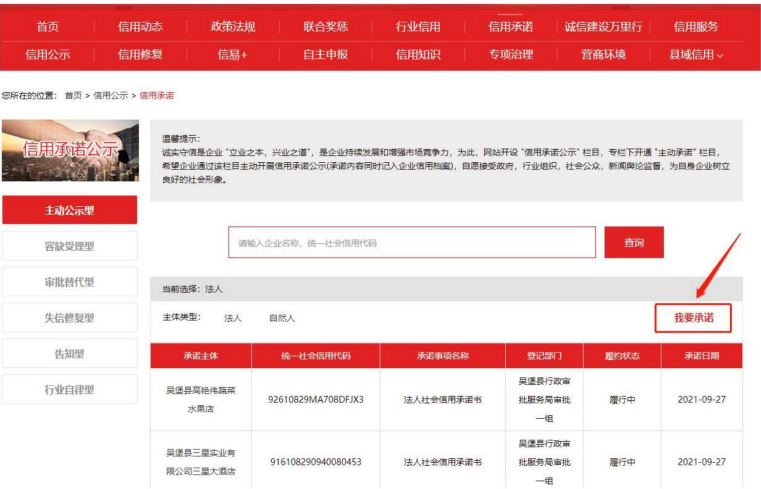 首页 信用动态 政策法规 联合奖惩 行业信用 信用承诺 诚信建设万里行 信用服务
信用公示 信用修复 信易+ 自主申报 信用知识 专项治理 营商环境 县域信用
您所在的位置： 首页 > 信用公示 > 信用承诺
信用承诺公示
温馨提示：
诚实守信是企业“立业之本，兴业之道”，是企业持续发展和增强市场竞争力，为此，网站开设“信用承诺公示”栏目，专栏下开通“主动承诺”栏目，
希望企业通过该栏目主动开展信用承诺公示(承诺内容同时记入企业信用档案)，自愿接受政府，行业组织，社会公众，新闻舆论监督，为自身企业树立
良好的社会形象。
主动公示型
容缺受理型
审批替代型
失信修复型
告知型
行业自律型
请输入企业名称，统一社会信用代码 查询
当前选择：法人
主体类型： 法人 自然人 我要承诺
承诺主体 统一社会信用代码 承诺事项名称 登记部门 履约状态 承诺日期
吴堡县亮艳伟蔬菜
水果店
92610829MA708DFJX3 法人社会信用承诺书
吴堡县行政审
批服务局审批
一组
履行中 2021-09-27
吴堡县三星实业有
限公司三星大酒店
916108290940080453 法人社会信用承诺书
吴堡县行政审
批服务局审批
一组
履行中 2021-09-27